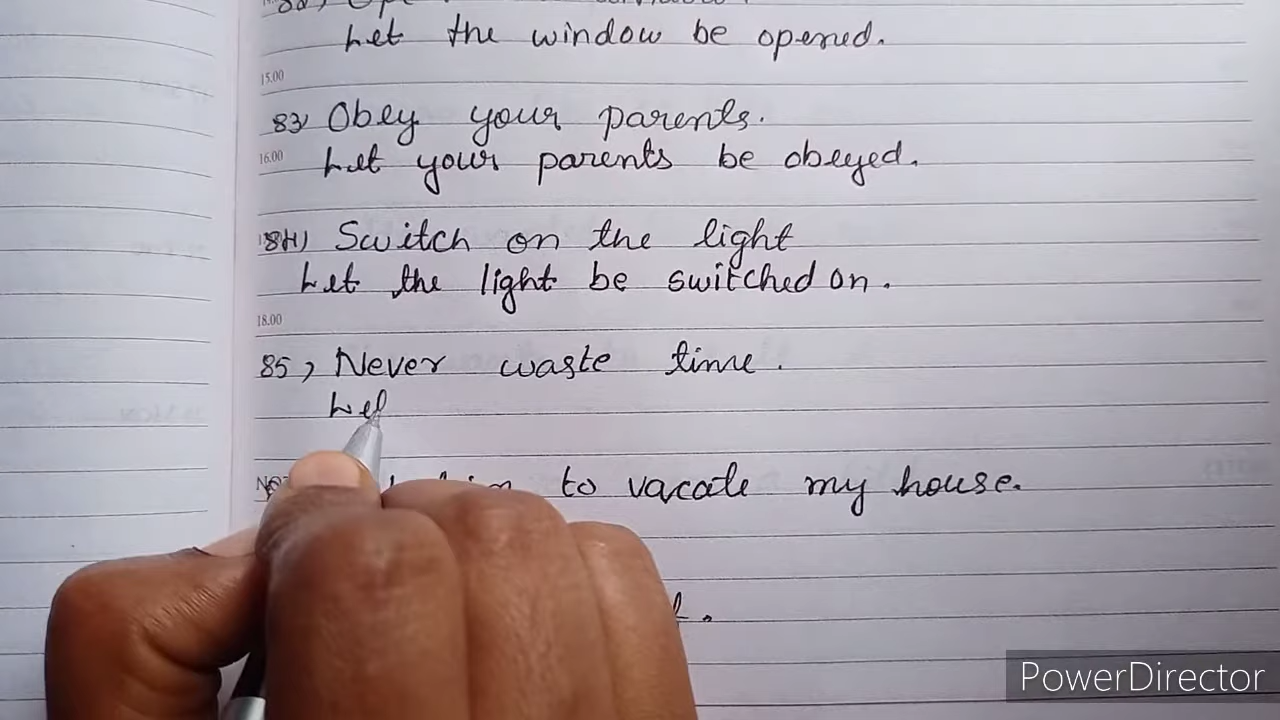 Let the window be opened.
15.00
83) Obey your parents.
16.00
Let your parents be obeyed.
84) Switch on the light
Let the light be switched on.
18.00
85) Never waste time.
Let
to vacate my house.
PowerDirector